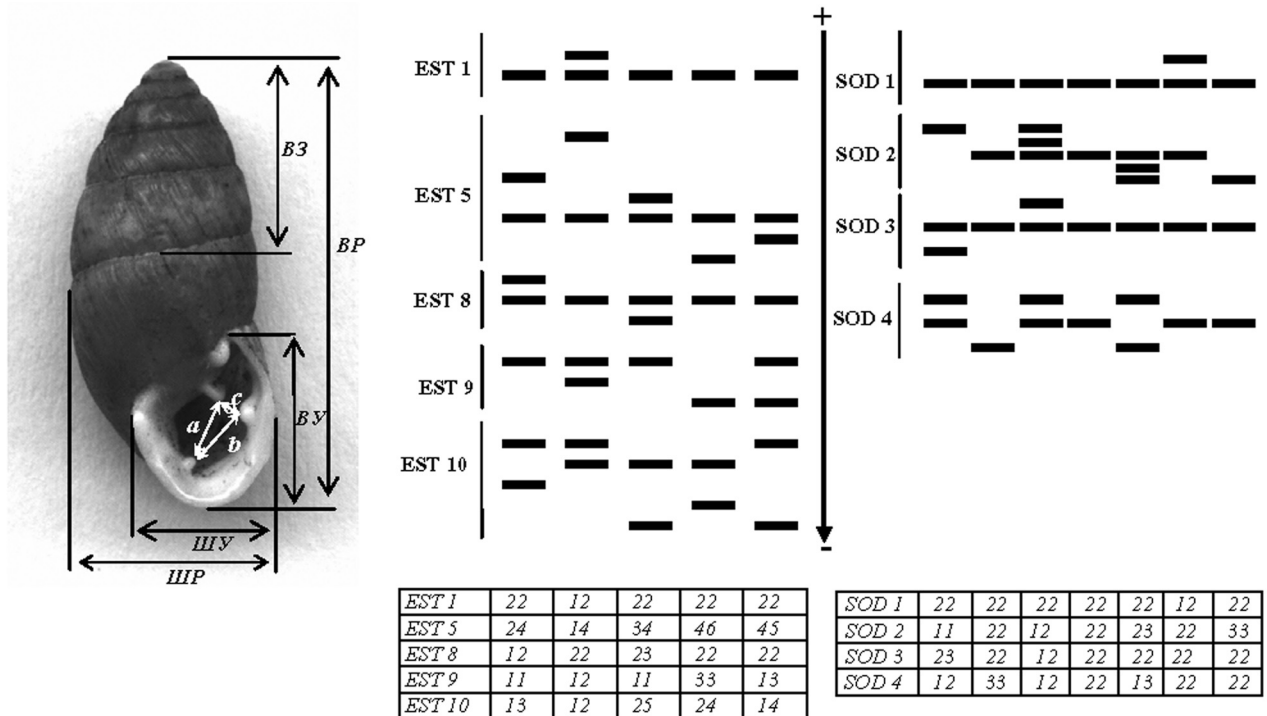 ВЗ
ВР
ВУ
a
b
c
ШУ
ШР
EST 1
EST 5
EST 8
EST 9
EST 10
+
-
SOD 1
SOD 2
SOD 3
SOD 4
EST 1 22 12 22 22 22
EST 5 24 14 34 46 45
EST 8 12 22 23 22 22
EST 9 11 12 11 33 13
EST 10 13 12 25 24 14
SOD 1 22 22 22 22 22 12 22
SOD 2 11 22 12 22 23 22 33
SOD 3 23 22 12 22 22 22 22
SOD 4 12 33 12 22 13 22 22